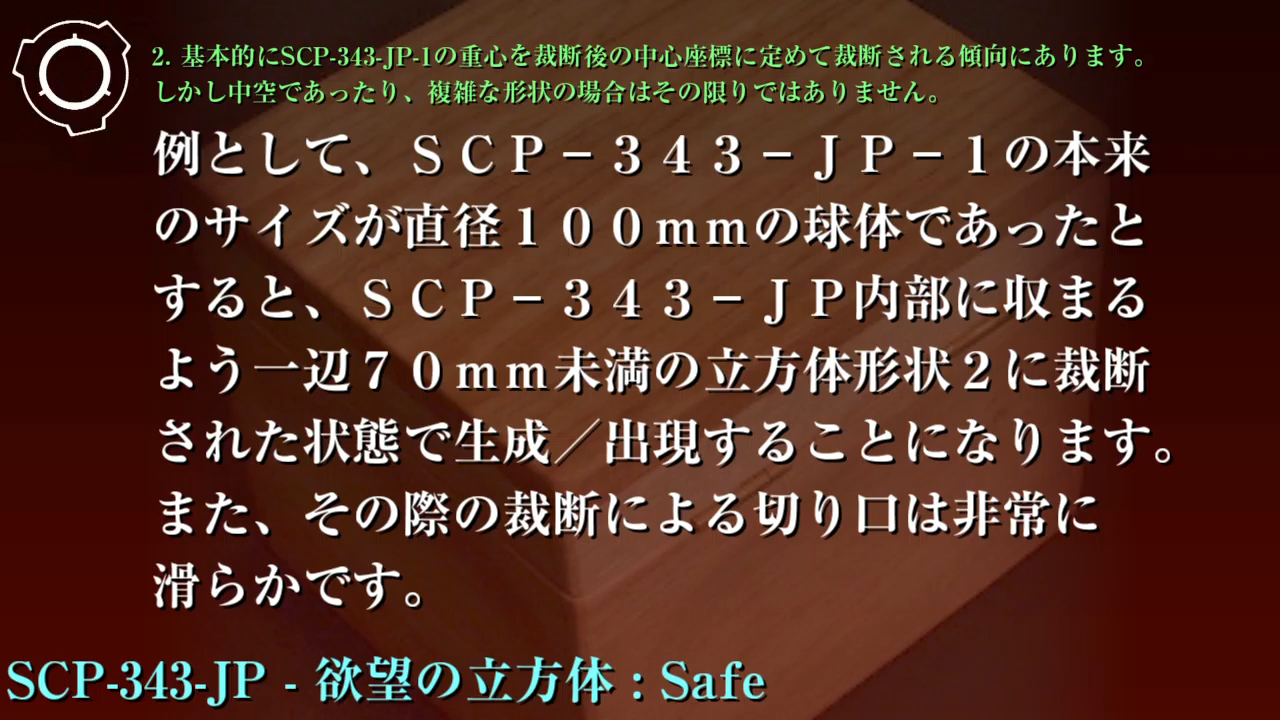 2. 基本的にSCP-343-JP-1の重心を裁断後の中心座標に定めて裁断される傾向にあります。
しかし中空であったり、複雑な形状の場合はその限りではありません。
例として、ＳＣＰ－３４３－ＪＰ－１の本来
のサイズが直径１００ｍｍの球体であったと
すると、ＳＣＰ－３４３－ＪＰ内部に収まる
よう一辺７０ｍｍ未満の立方体形状２に裁断
された状態で生成／出現することになります。
また、その際の裁断による切り口は非常に
滑らかです。
SCP-343-JP - 欲望の立方体 : Safe